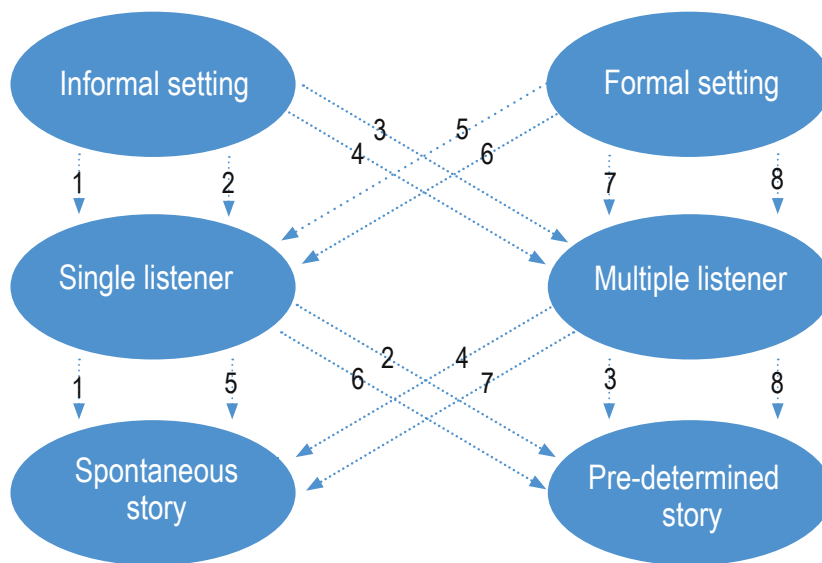 Informal setting
Formal setting
3
5
4
6
1
2
7
8
Single listener
Multiple listener
2
4
1
5
6
7
3
8
Spontaneous
story
Pre-determined
story